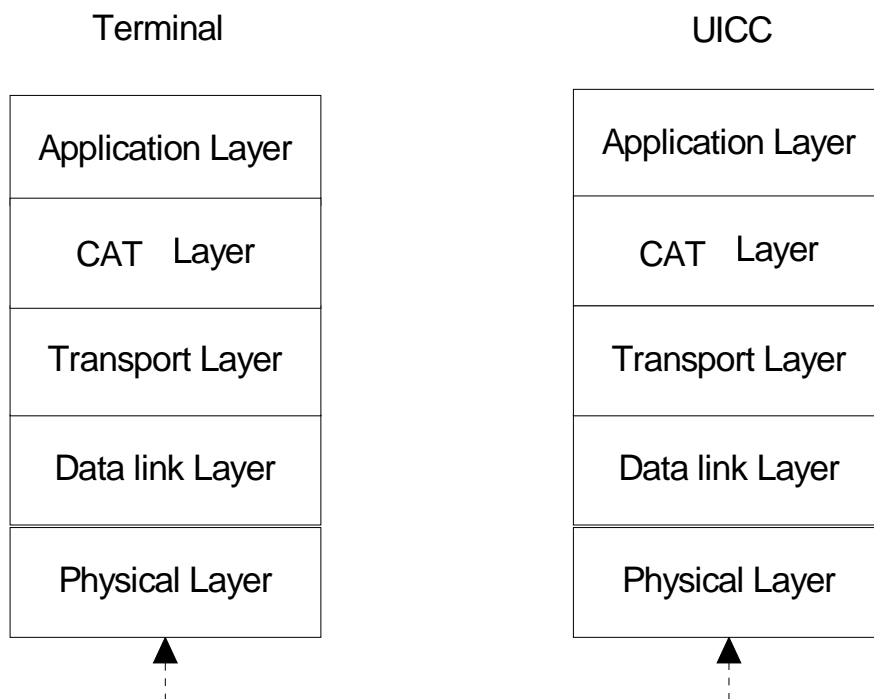 Terminal
UICC
Application Layer
Application Layer
CAT Layer
CAT Layer
Transport Layer
Transport Layer
Data link Layer
Data link Layer
Physical Layer
Physical Layer